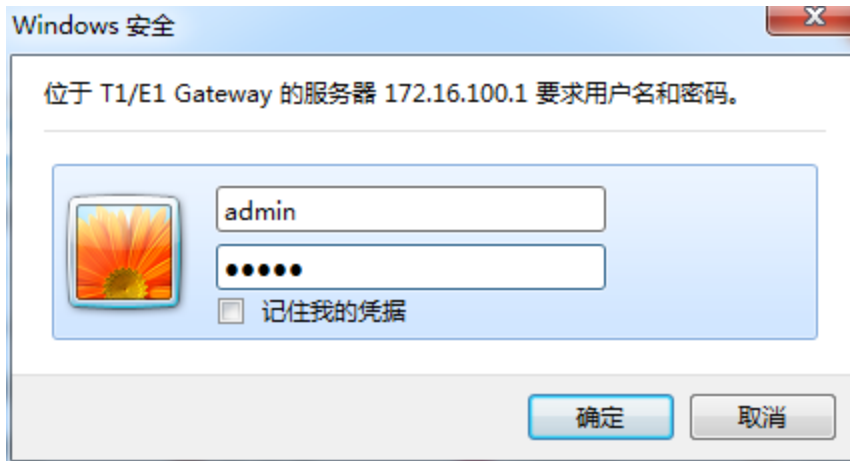 Windows 安全
位于 T1/E1 Gateway 的服务器 172.16.100.1 要求用户名和密码。
admin
●●●●●
记住我的凭据
确定
取消